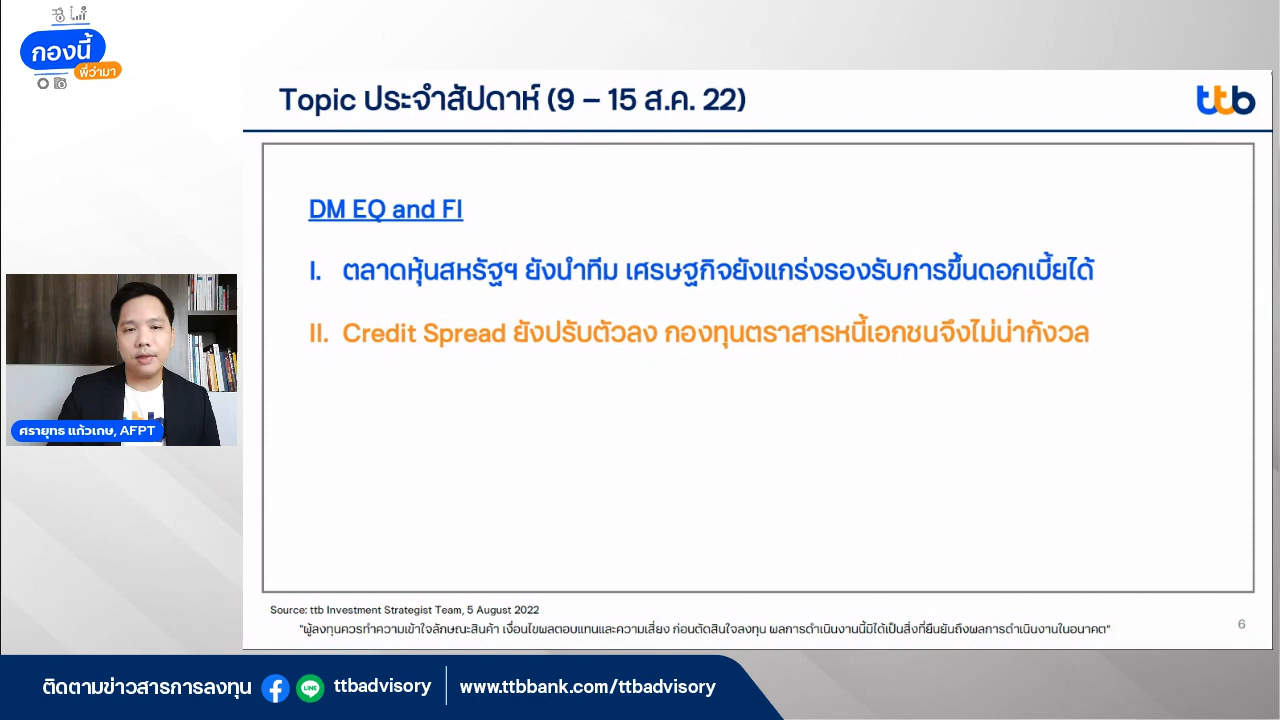 กองนี้
พี่ว่ามา
Topic ประจำสัปดาห์ (9 – 15 ส.ค. 22)
ttb
DM EQ and FI
I. ตลาดหุ้นสหรัฐฯ ยังนำทีม เศรษฐกิจยังแกร่งรองรับการขึ้นดอกเบี้ยได้
II. Credit Spread ยังปรับตัวลง กองทุนตราสารหนี้เอกชนจึงไม่น่ากังวล
ศรายุทธ แก้วเกษ, AFPT
Source: ttb Investment Strategist Team, 5 August 2022
"ผู้ลงทุนควรทำความเข้าใจลักษณะสินค้า เงื่อนไขผลตอบแทนและความเสี่ยง ก่อนตัดสินใจลงทุน ผลการดำเนินงานนี้มิได้เป็นสิ่งที่ยืนยันถึงผลการดำเนินงานในอนาคต"
6
ติดตามข่าวสารการลงทุน f LINE ttbadvisory www.ttbbank.com/ttbadvisory